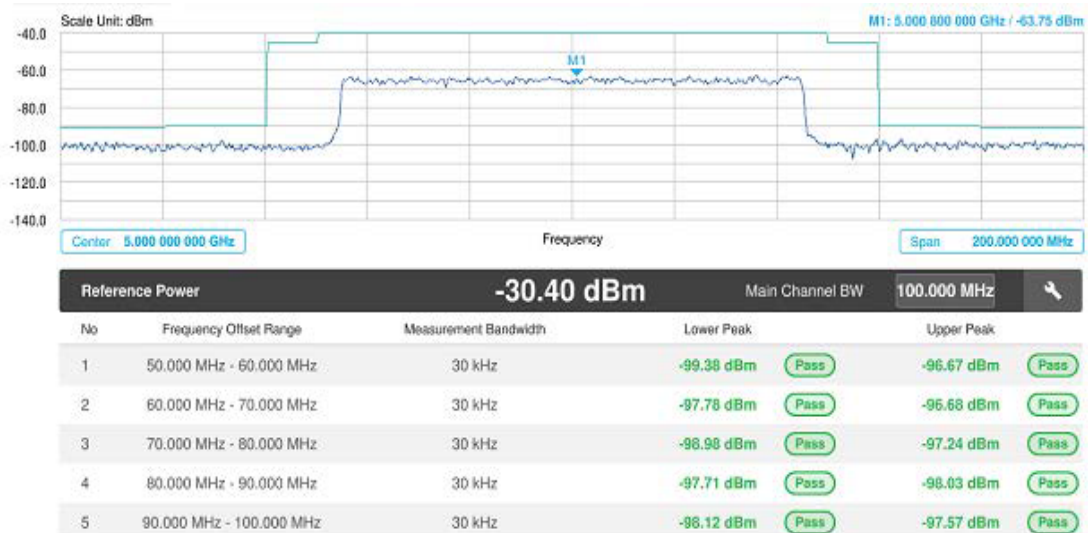 Scale Unit: dBm
M1: 5.000 800 000 GHz / -63.75 dBm
-40.0
M1
-60.0
-80.0
-100.0
-120.0
-140.0
Center 5.000 000 000 GHz
Frequency
Span 200.000 000 MHz
Reference Power -30.40 dBm Main Channel BW 100.000 MHz
No Frequency Offset Range Measurement Bandwidth Lower Peak Upper Peak
1 50.000 MHz - 60.000 MHz 30 kHz -99.38 dBm Pass -96.67 dBm Pass
2 60.000 MHz - 70.000 MHz 30 kHz -97.78 dBm Pass -96.68 dBm Pass
3 70.000 MHz - 80.000 MHz 30 kHz -98.98 dBm Pass -97.24 dBm Pass
4 80.000 MHz - 90.000 MHz 30 kHz -97.71 dBm Pass -98.03 dBm Pass
5 90.000 MHz - 100.000 MHz 30 kHz -98.12 dBm Pass -97.57 dBm Pass